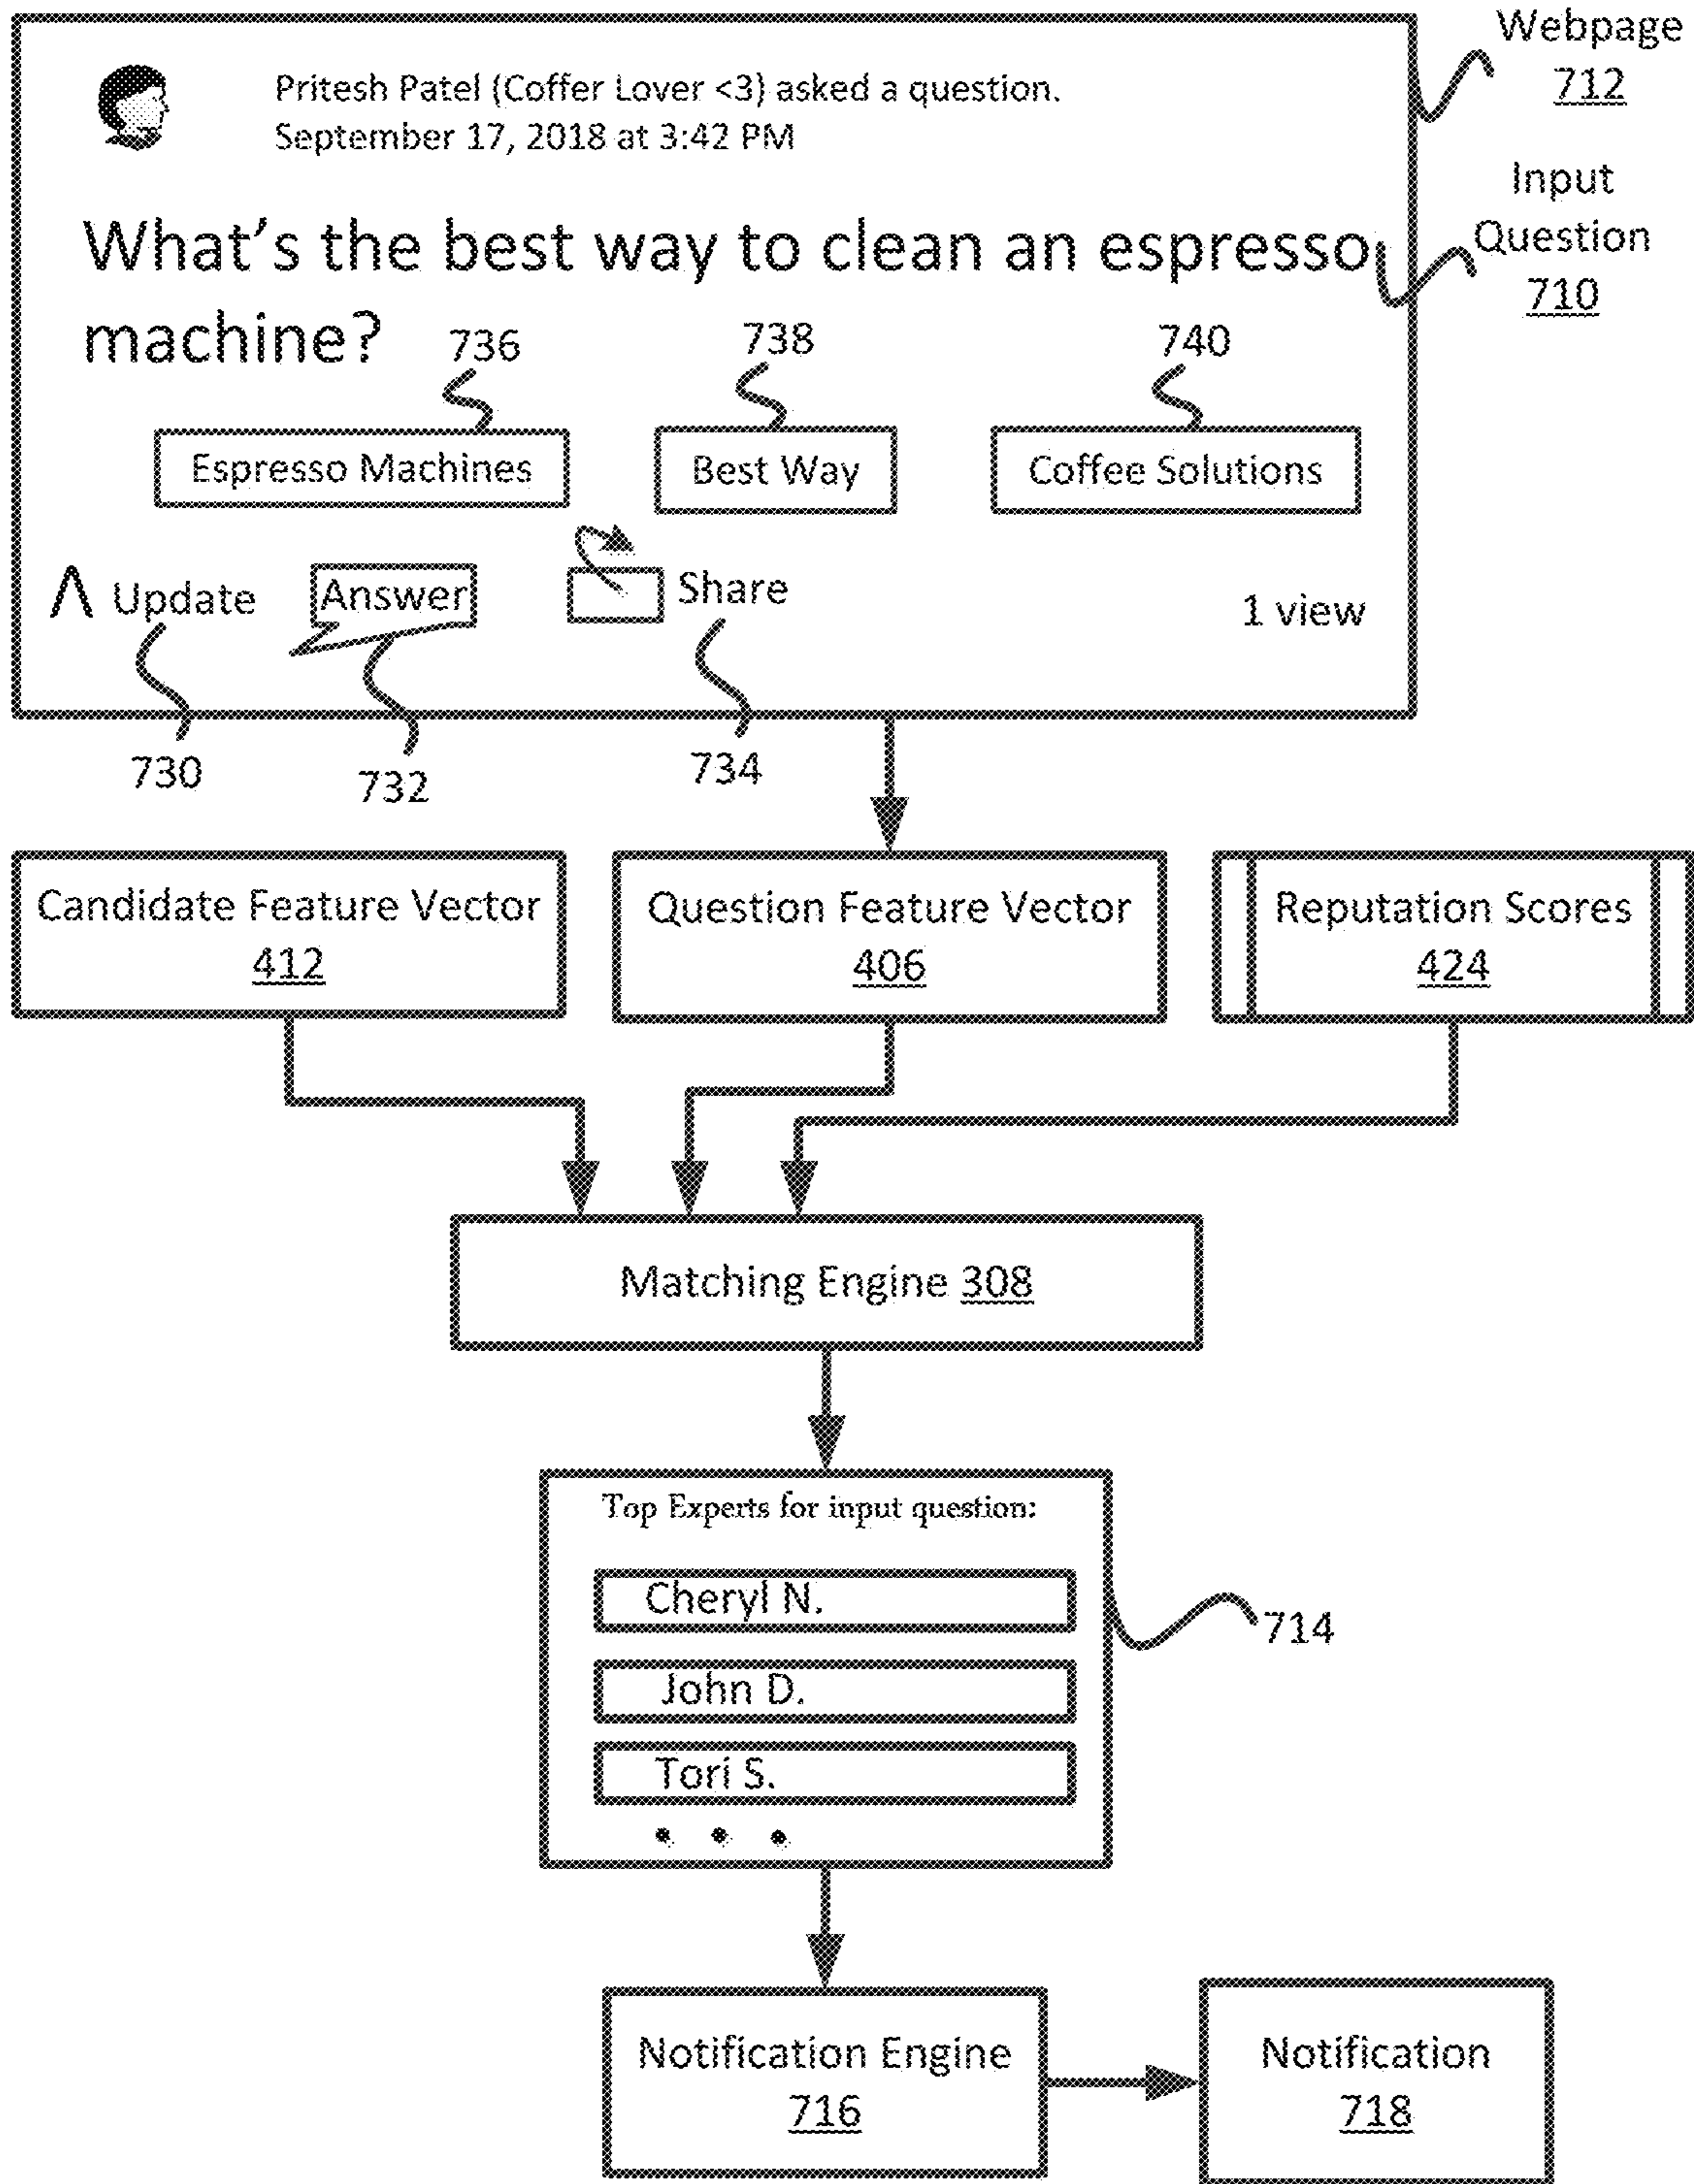 Webpage
712
Pritesh Patel (Coffer Lover <3) asked a question.
September 17, 2018 at 3:42 PM
Input
Question
710
What's the best way to clean an espresso
machine?
736
738
740
Espresso Machines
Best Way
Coffee Solutions
Λ Update
Answer
Share
1 view
730
732
734
Candidate Feature Vector
412
Question Feature Vector
406
Reputation Scores
424
Matching Engine 308
Top Experts for input question:
Cheryl N.
John D.
Tori S.
• • •
714
Notification Engine
716
Notification
718